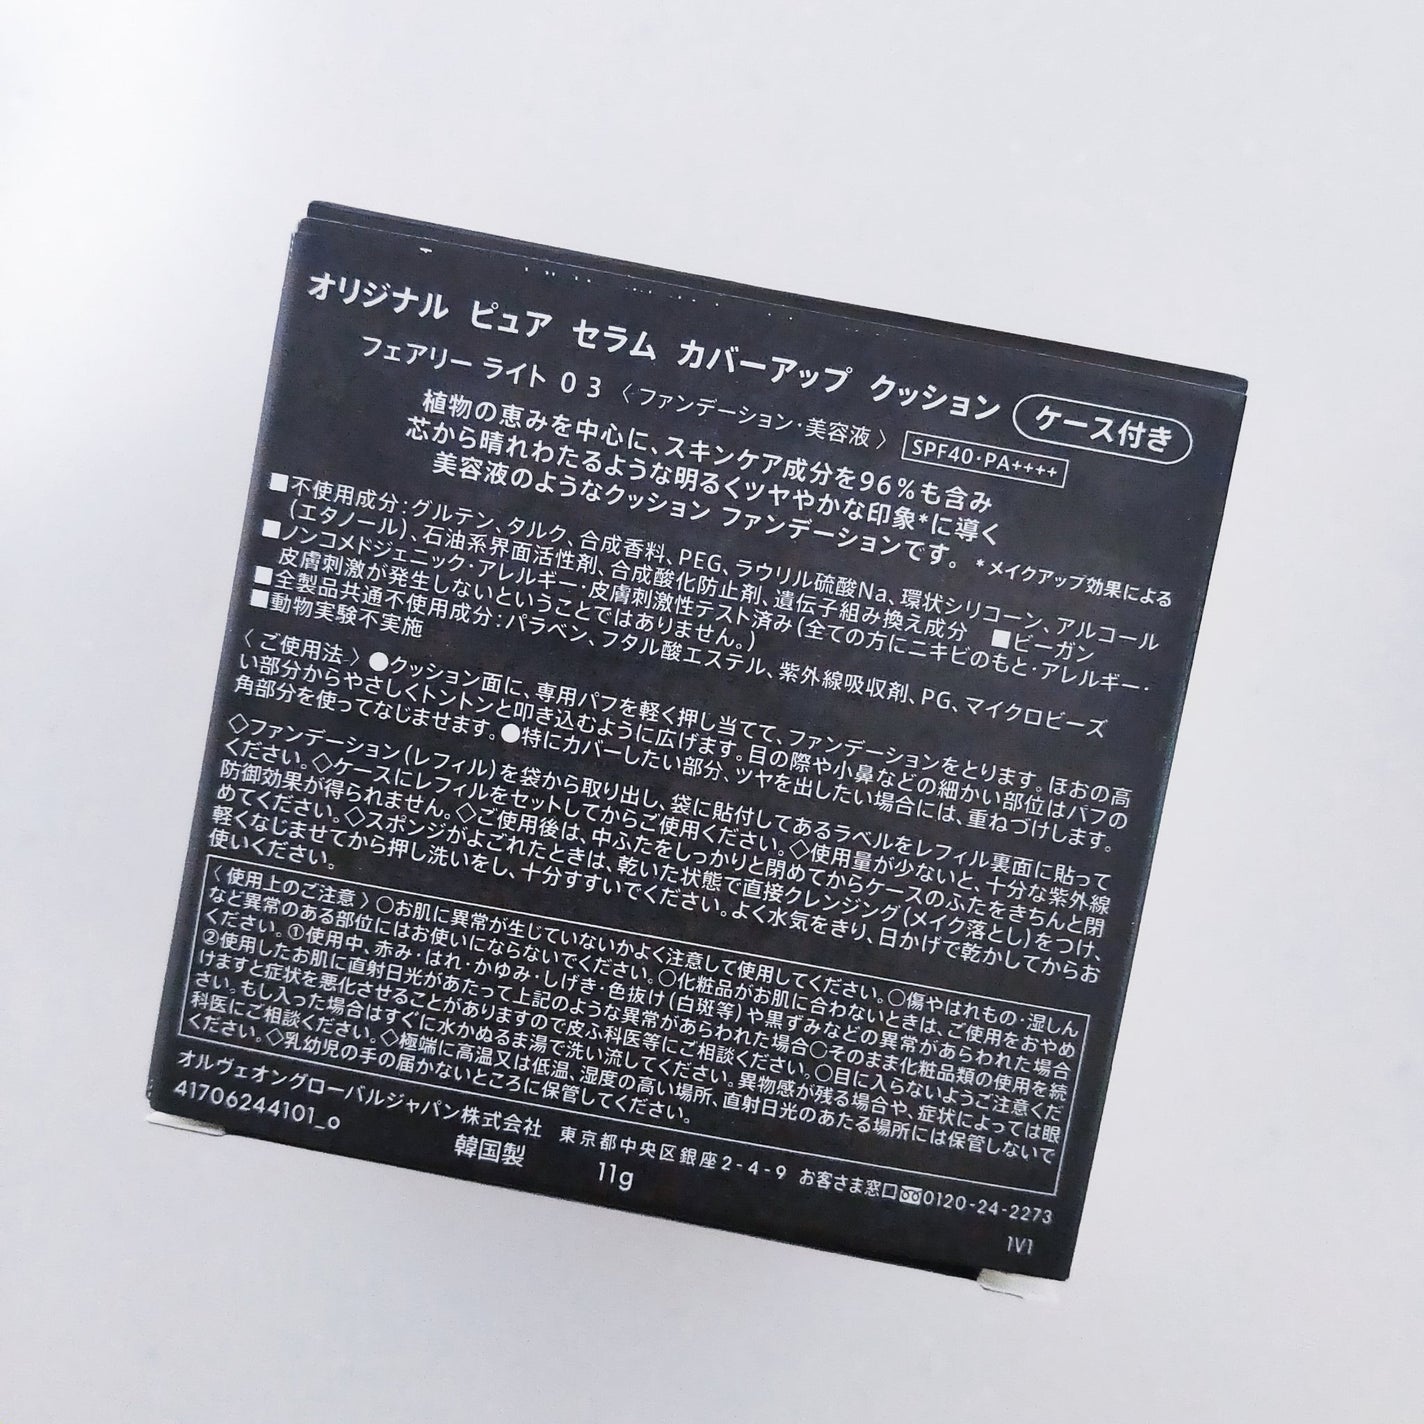 オリジナル ピュア セラム カバーアップ クッション ケース付き
フェアリー ライト 03 〈ファンデーション・美容液〉 SPF40・PA++++
植物の恵みを中心に、スキンケア成分を96%も含み
芯から晴れわたるような明るくツヤやかな印象*に導く
美容液のようなクッション ファンデーションです。 *メイクアップ効果による
■不使用成分：グルテン、タルク、合成香料、PEG、ラウリル硫酸Na、環状シリコーン、アルコール
(エタノール)、石油系界面活性剤、合成酸化防止剤、遺伝子組み換え成分 ■ビーガン
■ノンコメドジェニック・アレルギー・皮膚刺激性テスト済み(全ての方にニキビのもと・アレルギー・
皮膚刺激が発生しないということではありません。)
■全製品共通不使用成分：パラベン、フタル酸エステル、紫外線吸収剤、PG、マイクロビーズ
■動物実験不実施
〈ご使用法〉●クッション面に、専用パフを軽く押し当てて、ファンデーションをとります。ほおの高
い部分からやさしくトントンと叩き込むように広げます。目の際や小鼻などの細かい部位はパフの
角部分を使ってなじませます。●特にカバーしたい部分、ツヤを出したい場合には、重ねづけします。
◇ファンデーション(レフィル)を袋から取り出し、袋に貼付してあるラベルをレフィル裏面に貼って
ください。◇ケースにレフィルをセットしてからご使用ください。◇使用量が少ないと、十分な紫外線
防御効果が得られません。◇ご使用後は、中ふたをしっかりと閉めてからケースのふたをきちんと閉
めてください。◇スポンジがよごれたときは、乾いた状態で直接クレンジング(メイク落とし)をつけ、
軽くなじませてから押し洗いをし、十分すすいでください。よく水気をきり、日かげで乾かしてからお
使いください。
〈使用上のご注意〉○お肌に異常が生じていないかよく注意して使用してください。○傷やはれもの・湿しん
など異常のある部位にはお使いにならないでください。○化粧品がお肌に合わないときは、ご使用をおやめ
ください。①使用中、赤み・はれ・かゆみ・しげき・色抜け(白斑等)や黒ずみなどの異常があらわれた場合
②使用したお肌に直射日光があたって上記のような異常があらわれた場合○そのまま化粧品類の使用を続
けますと症状を悪化させることがありますので皮ふ科医等にご相談ください。○目に入らないようご注意くだ
さい。もし入った場合はすぐに水かぬるま湯で洗い流してください。異物感が残る場合や、症状によっては眼
科医にご相談ください。◇極端に高温又は低温、湿度の高い場所、直射日光のあたる場所には保管しないで
ください。◇乳幼児の手の届かないところに保管してください。
オルヴェオングローバルジャパン株式会社 東京都中央区銀座2-4-9 お客さま窓口0120-24-2273
41706244101_o 韓国製 11g 1V1